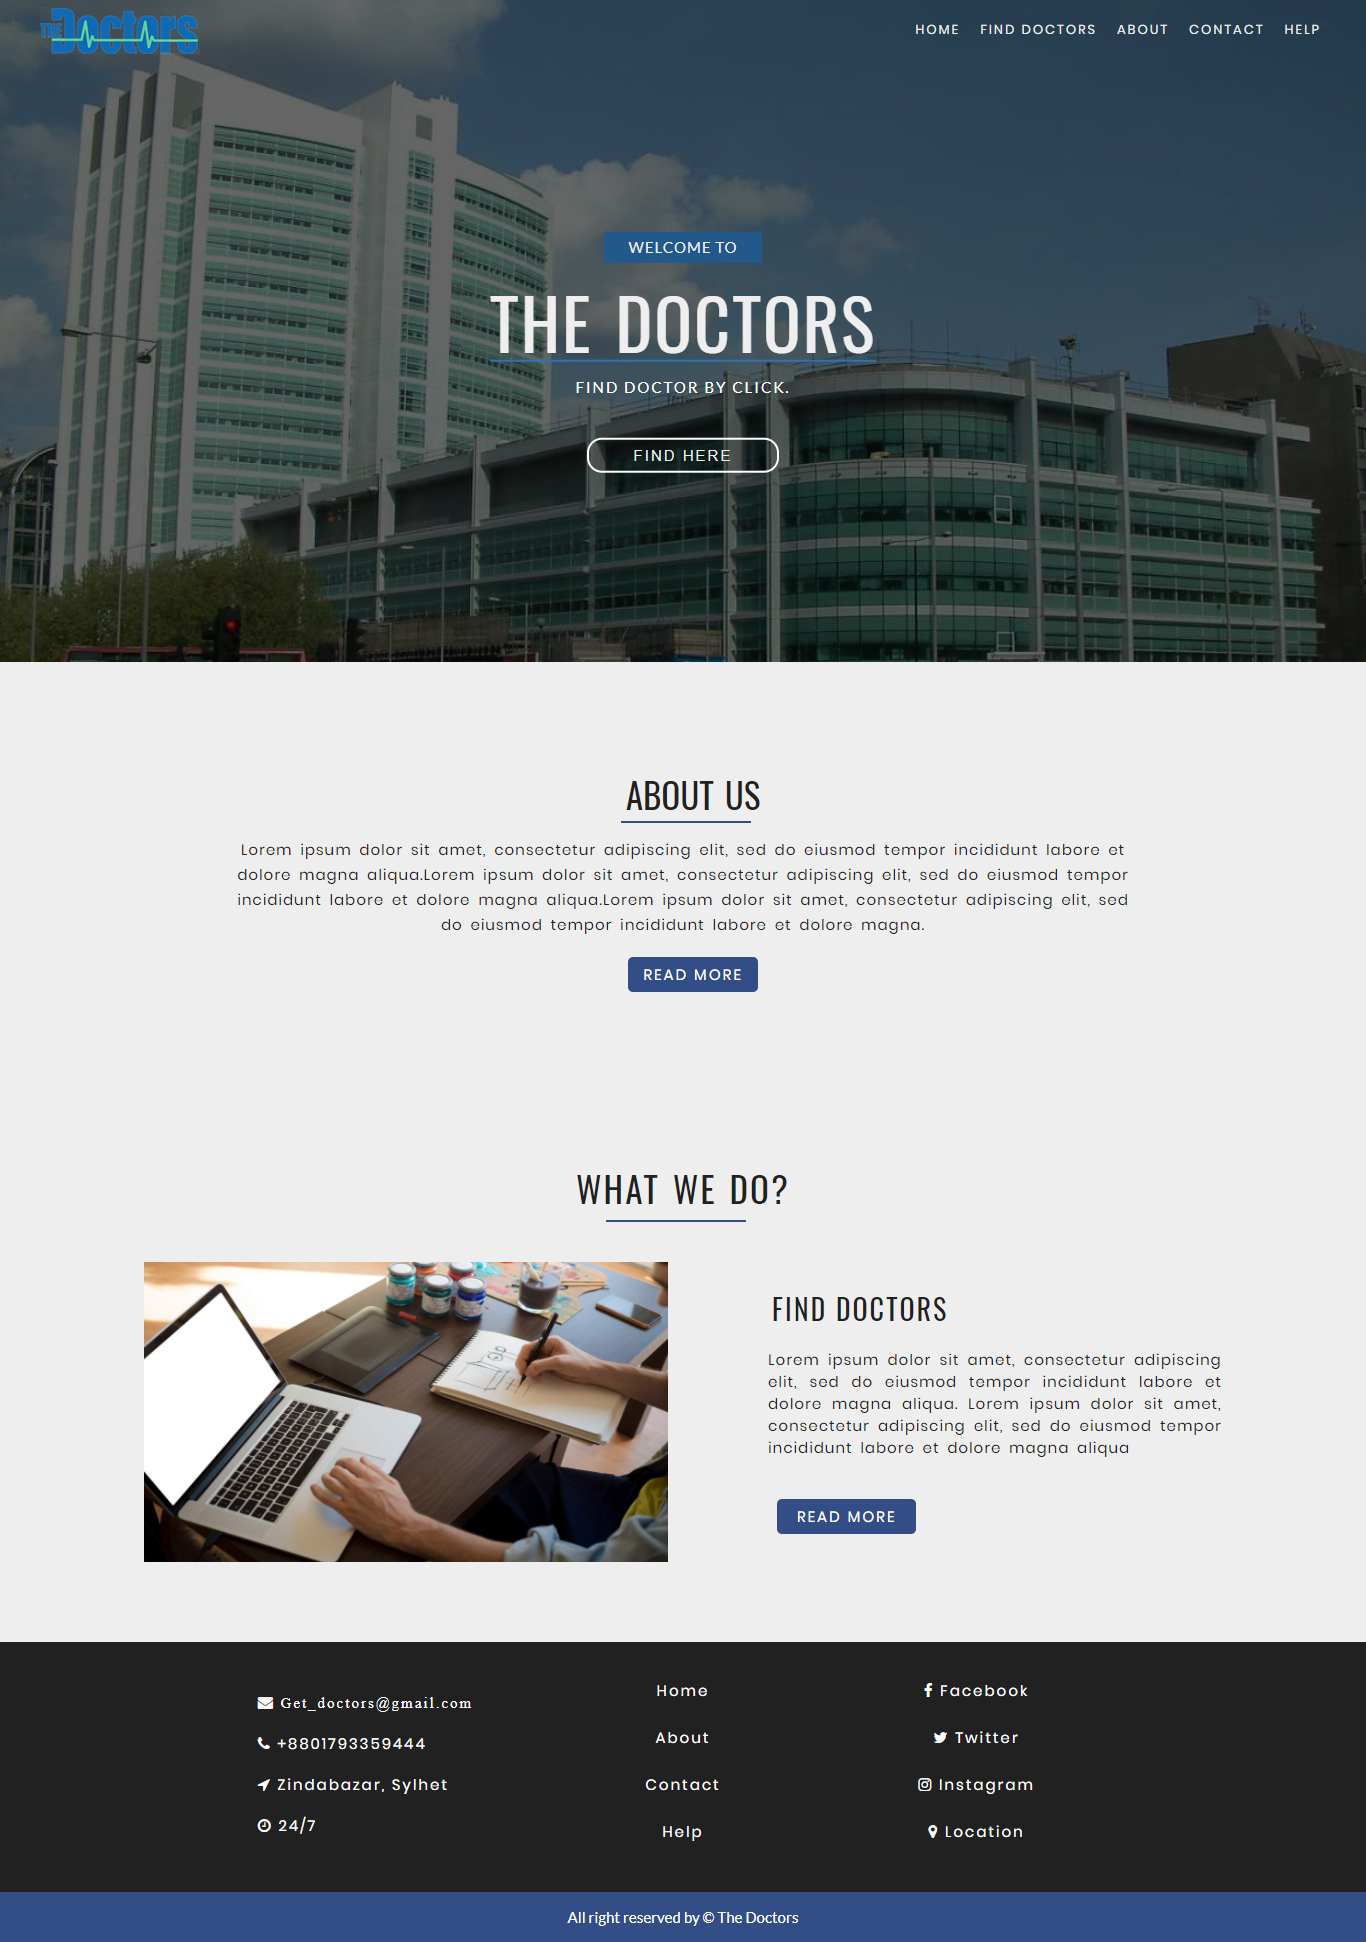 THE Doctors
HOME FIND DOCTORS ABOUT CONTACT HELP
WELCOME TO
THE DOCTORS
FIND DOCTOR BY CLICK.
FIND HERE
ABOUT US
Lorem ipsum dolor sit amet, consectetur adipiscing elit, sed do eiusmod tempor incididunt labore et
dolore magna aliqua.Lorem ipsum dolor sit amet, consectetur adipiscing elit, sed do eiusmod tempor
incididunt labore et dolore magna aliqua.Lorem ipsum dolor sit amet, consectetur adipiscing elit, sed
do eiusmod tempor incididunt labore et dolore magna.
READ MORE
WHAT WE DO?
FIND DOCTORS
Lorem ipsum dolor sit amet, consectetur adipiscing
elit, sed do eiusmod tempor incididunt labore et
dolore magna aliqua. Lorem ipsum dolor sit amet,
consectetur adipiscing elit, sed do eiusmod tempor
incididunt labore et dolore magna aliqua
READ MORE
Get_doctors@gmail.com
+8801793359444
Zindabazar, Sylhet
24/7
Home
About
Contact
Help
Facebook
Twitter
Instagram
Location
All right reserved by © The Doctors